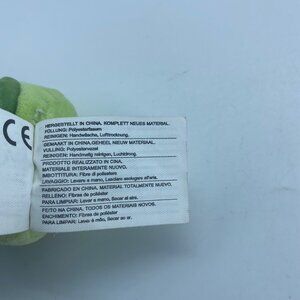 CE
HERGESTELLT IN CHINA. KOMPLETT NEUES MATERIAL.
FÜLLUNG: Polyesterfasern
REINIGEN: Handwäsche, Lufttrocknung.
GEMAAKT IN CHINA.GEHEEL NIEUW MATERIAAL.
VULLING: Polyestervezel
REINIGEN: Handmatig reinigen, Luchtdroog.
PRODOTTO REALIZZATO IN CINA.
MATERIALE INTERAMENTE NUOVO.
IMBOTTITURA: Fibre di poliestere
LAVAGGIO: Lavare a mano, Lasciare asciugare all'aria.
FABRICADO EN CHINA. MATERIAL TOTALMENTE NUEVO.
RELLENO: Fibras de poliéster
PARA LIMPIAR: Lavar a mano, Secar al aire.
FEITO NA CHINA. TODOS OS MATERIAIS NOVOS.
ENCHIMENTO: Fibras de poliéster
PARA LIMPAR: Lavar à mão, Secar ao ar.